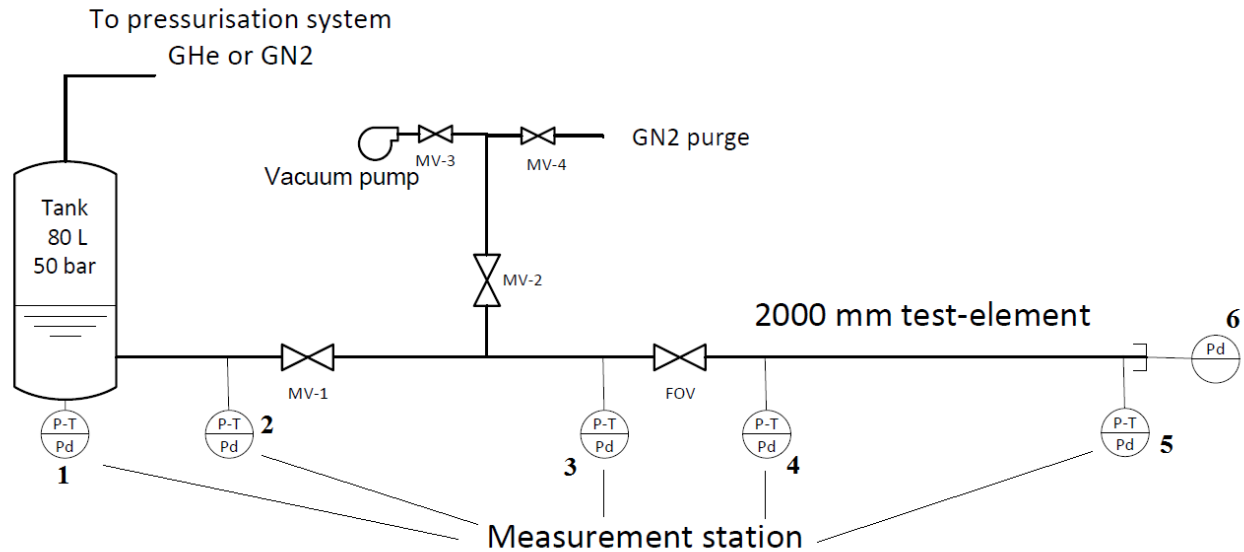 To pressurisation system
GHe or GN2
Vacuum pump
MV-3
MV-4
GN2 purge
Tank
80 L
50 bar
MV-2
2000 mm test-element
6
Pd
MV-1
FOV
P-T
Pd
1
P-T
Pd
2
P-T
Pd
3
P-T
Pd
4
P-T
Pd
5
Measurement station